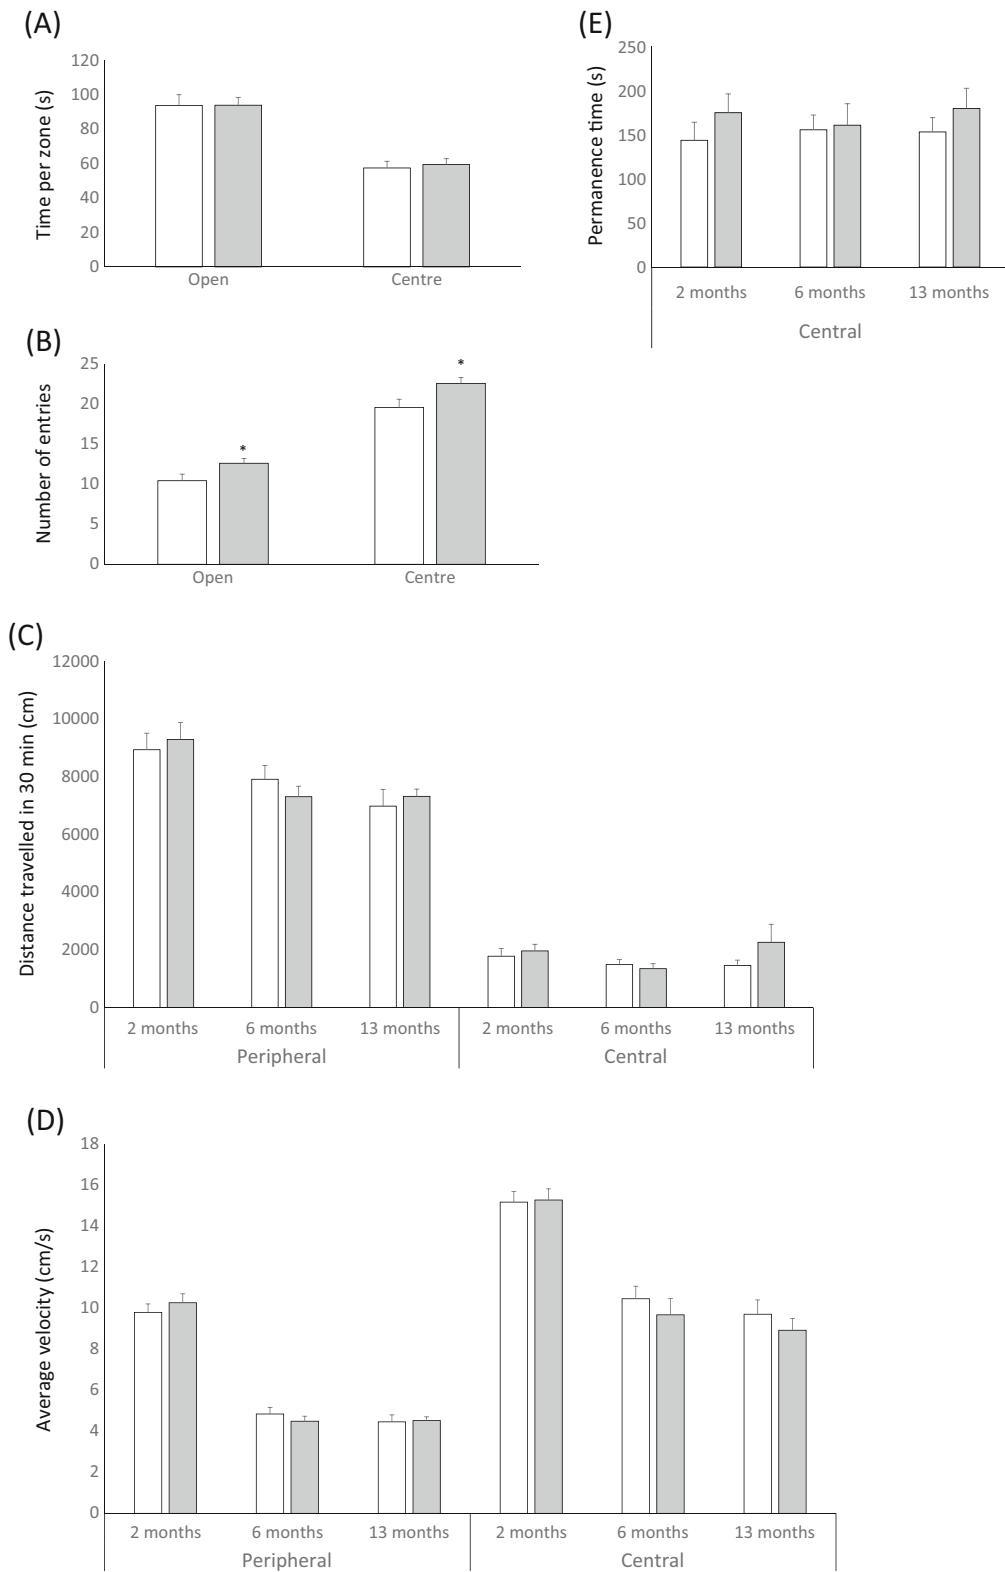 (A)
Time per zone (s)
120
100
80
60
40
20
0
Open
Centre
(E)
Permanence time (s)
250
200
150
100
50
0
2 months
6 months
13 months
Central
(B)
Number of entries
25
20
15
10
5
0
*
*
Open
Centre
(C)
Distance travelled in 30 min (cm)
12000
10000
8000
6000
4000
2000
0
2 months
6 months
13 months
2 months
6 months
13 months
Peripheral
Central
(D)
Average velocity (cm/s)
18
16
14
12
10
8
6
4
2
0
2 months
6 months
13 months
2 months
6 months
13 months
Peripheral
Central